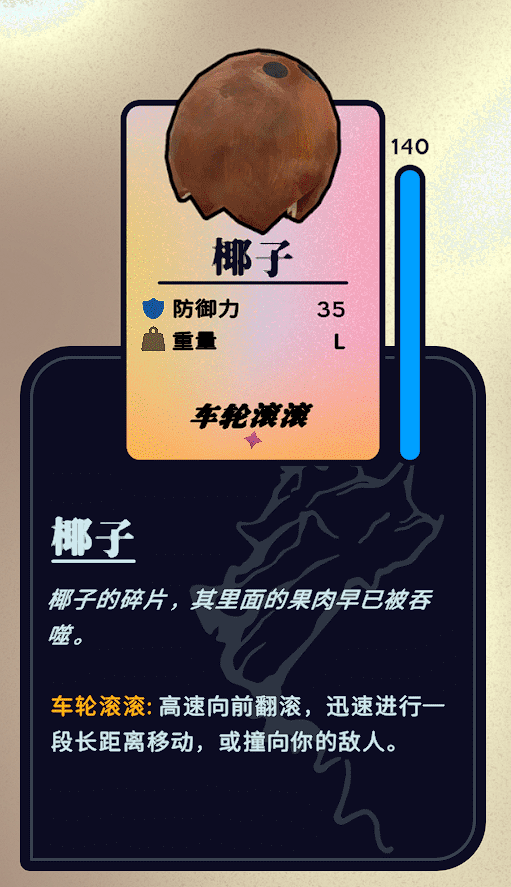 140
椰子
防御力 35
重量 L
车轮滚滚
椰子
椰子的碎片，其里面的果肉早已被吞
噬。
车轮滚滚: 高速向前翻滚，迅速进行一
段长距离移动，或撞向你的敌人。